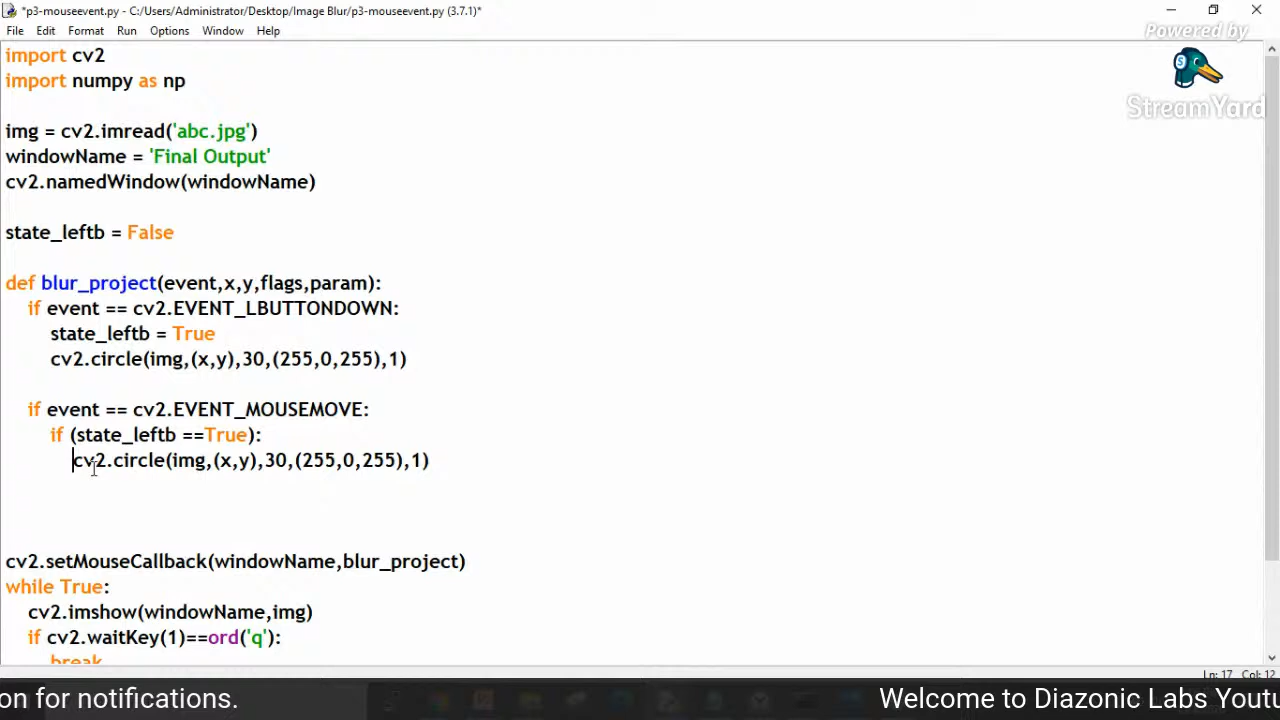 *p3-mouseevent.py - C:/Users/Administrator/Desktop/Image Blur/p3-mouseevent.py (3.7.1)*
File Edit Format Run Options Window Help
Powered by
StreamYard
import cv2
import numpy as np
img = cv2.imread('abc.jpg')
windowName = 'Final Output'
cv2.namedWindow(windowName)
state_leftb = False
def blur_project(event,x,y,flags,param):
if event == cv2.EVENT_LBUTTONDOWN:
state_leftb = True
cv2.circle(img,(x,y),30,(255,0,255),1)
if event == cv2.EVENT_MOUSEMOVE:
if (state_leftb ==True):
cv2.circle(img,(x,y),30,(255,0,255),1)
cv2.setMouseCallback(windowName,blur_project)
while True:
cv2.imshow(windowName,img)
if cv2.waitKey(1)==ord('q'):
break
Ln: 17 Col: 12
on for notifications. Welcome to Diazonic Labs Youtu